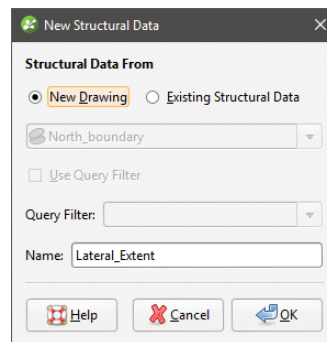 New Structural Data
Structural Data From
New Drawing Existing Structural Data
North_boundary
Use Query Filter
Query Filter:
Name: Lateral_Extent
Help Cancel OK